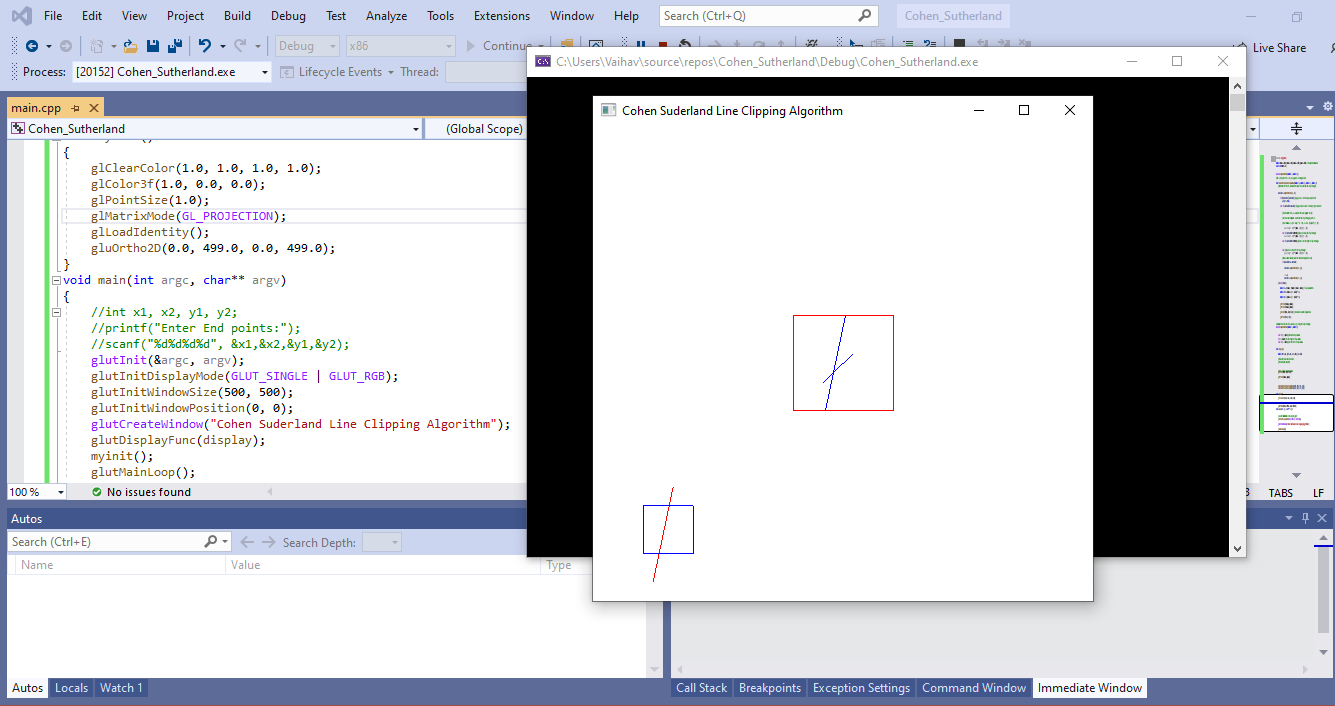 File Edit View Project Build Debug Test Analyze Tools Extensions Window Help Search (Ctrl+Q) Cohen_Sutherland
Debug x86 Continue Live Share
Process: [20152] Cohen_Sutherland.exe Lifecycle Events Thread:
C:\Users\Vaihav\source\repos\Cohen_Sutherland\Debug\Cohen_Sutherland.exe
main.cpp
Cohen_Sutherland (Global Scope)
Cohen Suderland Line Clipping Algorithm
{
glClearColor(1.0, 1.0, 1.0, 1.0);
glColor3f(1.0, 0.0, 0.0);
glPointSize(1.0);
glMatrixMode(GL_PROJECTION);
glLoadIdentity();
gluOrtho2D(0.0, 499.0, 0.0, 499.0);
}
void main(int argc, char** argv)
{
//int x1, x2, y1, y2;
//printf("Enter End points:");
//scanf("%d%d%d%d", &x1,&x2,&y1,&y2);
glutInit(&argc, argv);
glutInitDisplayMode(GLUT_SINGLE | GLUT_RGB);
glutInitWindowSize(500, 500);
glutInitWindowPosition(0, 0);
glutCreateWindow("Cohen Suderland Line Clipping Algorithm");
glutDisplayFunc(display);
myinit();
glutMainLoop();
100 % No issues found TABS LF
Autos
Search (Ctrl+E) Search Depth:
Name Value Type
Autos Locals Watch 1 Call Stack Breakpoints Exception Settings Command Window Immediate Window